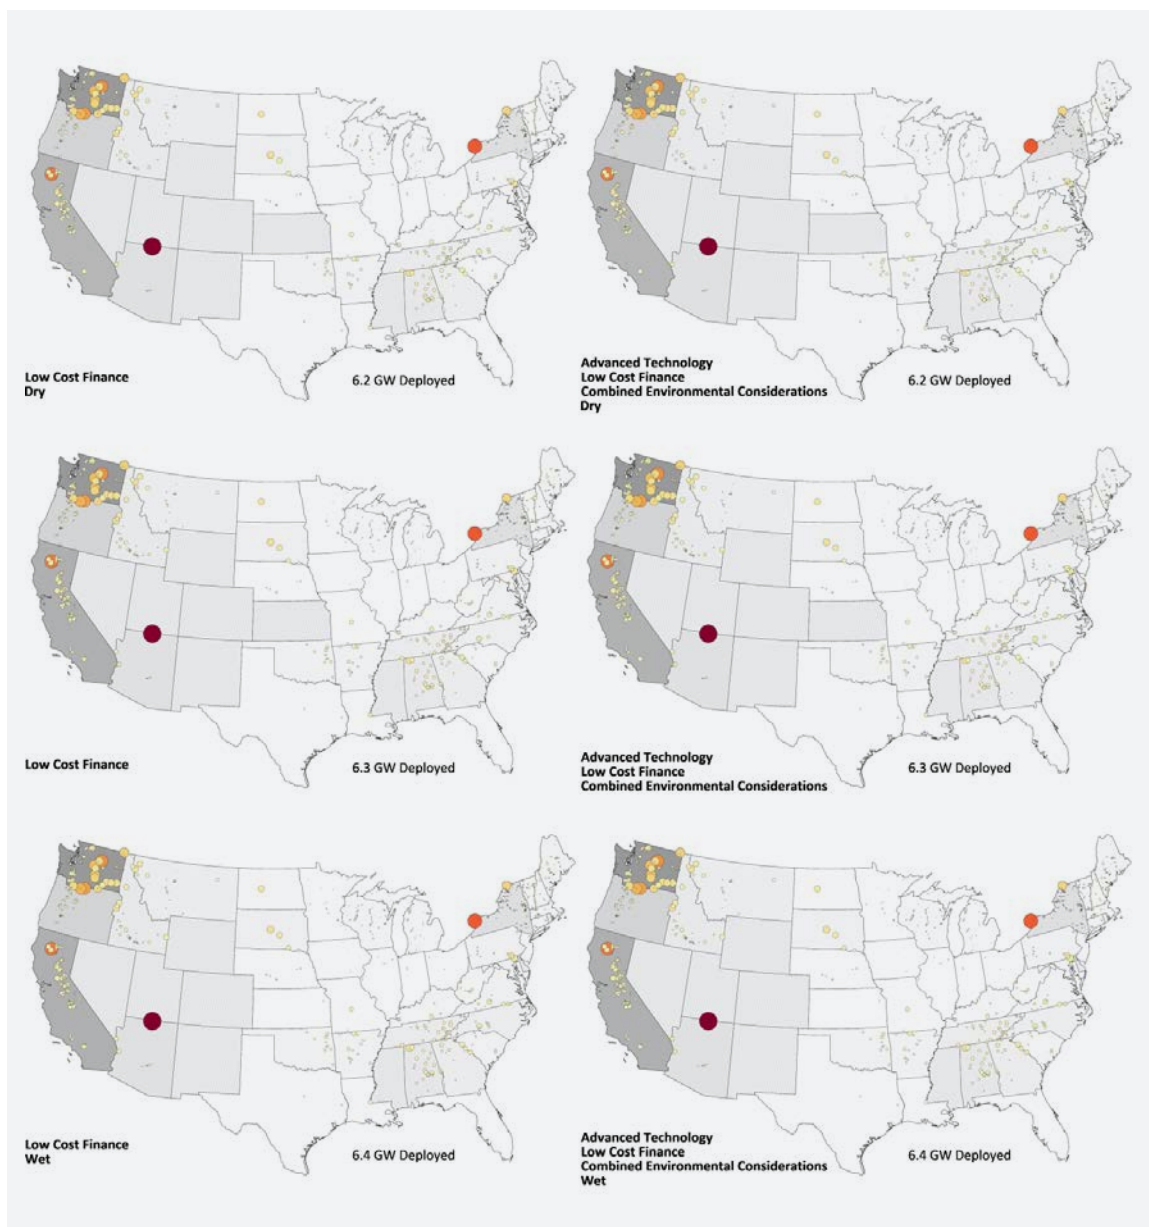 Low Cost Finance
Dry
6.2 GW Deployed
Advanced Technology
Low Cost Finance
Combined Environmental Considerations
Dry
6.2 GW Deployed
Low Cost Finance
6.3 GW Deployed
Advanced Technology
Low Cost Finance
Combined Environmental Considerations
6.3 GW Deployed
Low Cost Finance
Wet
6.4 GW Deployed
Advanced Technology
Low Cost Finance
Combined Environmental Considerations
Wet
6.4 GW Deployed